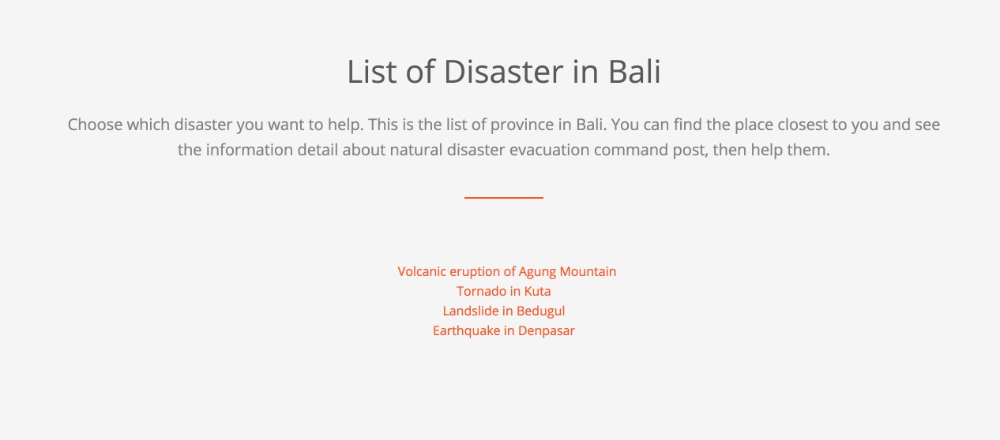 List of Disaster in Bali
Choose which disaster you want to help. This is the list of province in Bali. You can find the place closest to you and see
the information detail about natural disaster evacuation command post, then help them.
Volcanic eruption of Agung Mountain
Tornado in Kuta
Landslide in Bedugul
Earthquake in Denpasar